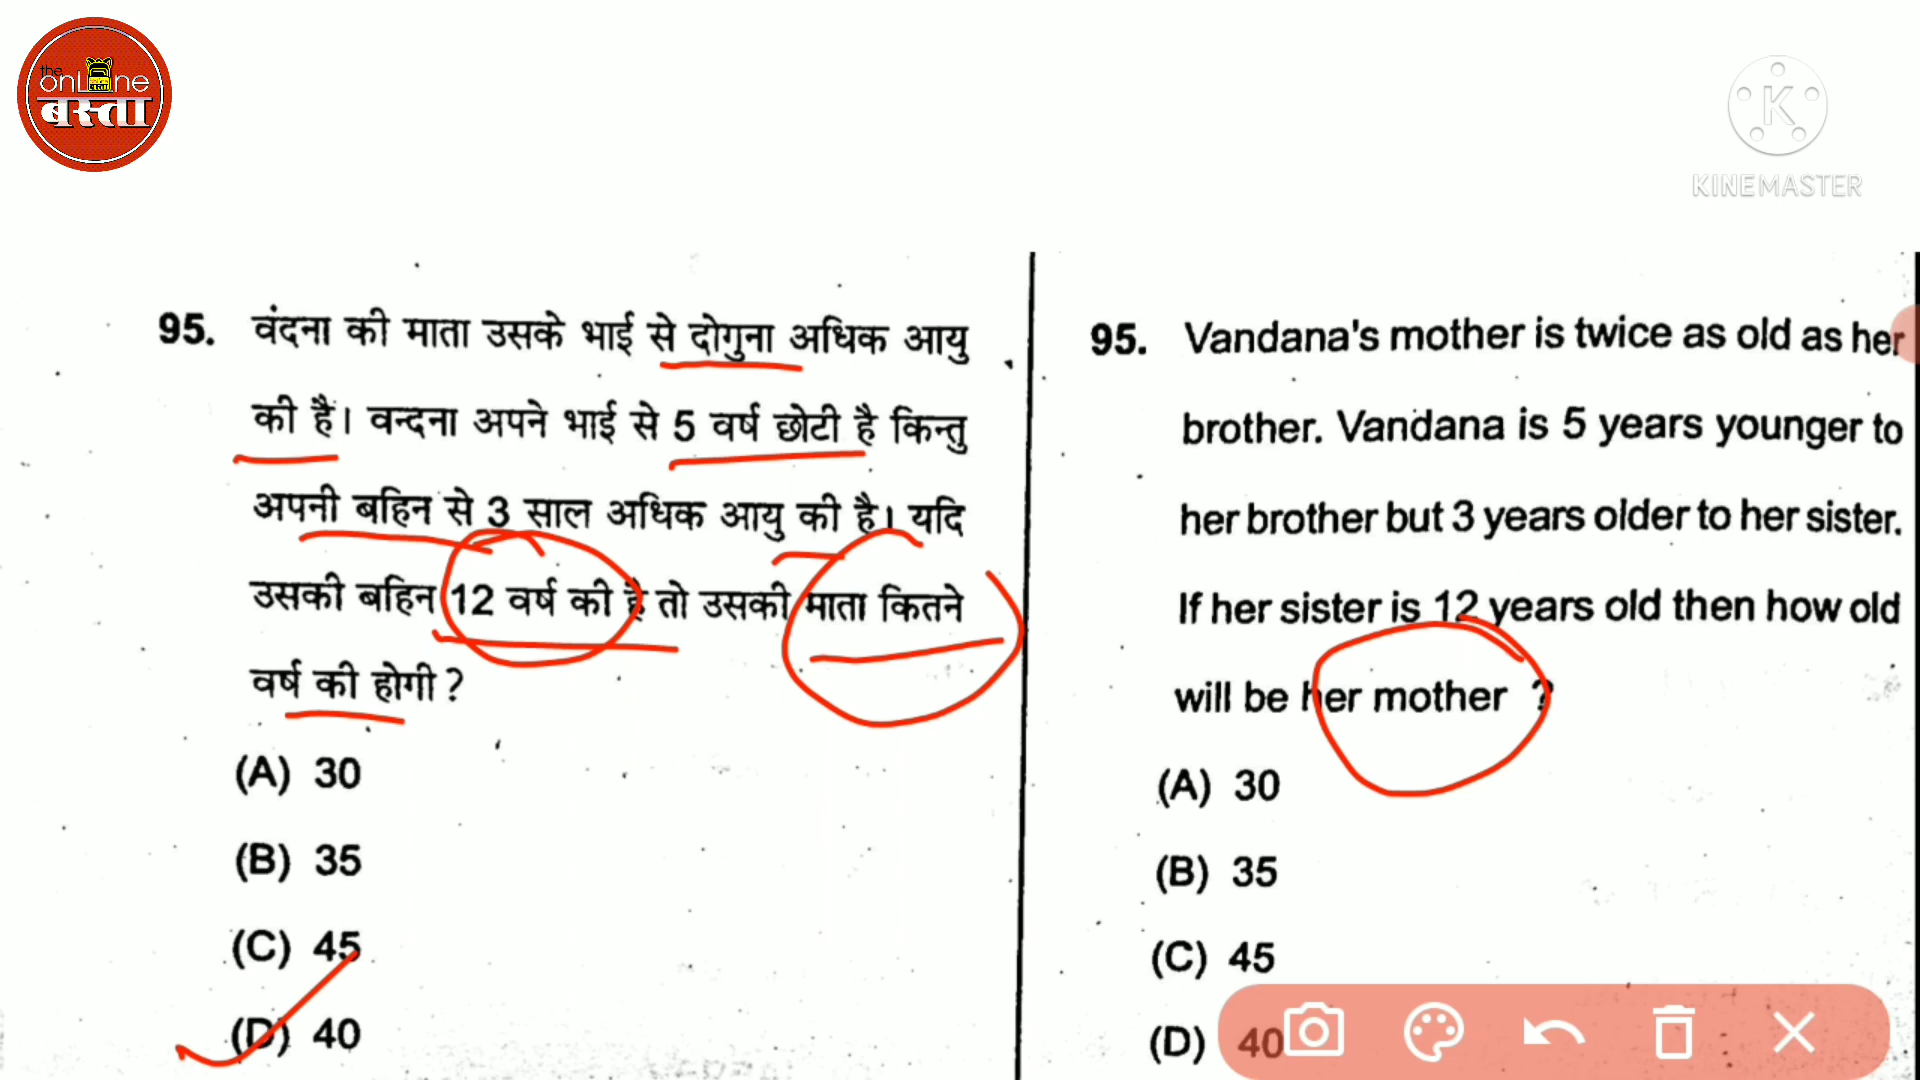 the
onLine
बस्ता
K
KINEMASTER
95. वंदना की माता उसके भाई से दोगुना अधिक आयु
की है। वन्दना अपने भाई से 5 वर्ष छोटी है किन्तु
अपनी बहिन से 3 साल अधिक आयु की है। यदि
उसकी बहिन 12 वर्ष की है तो उसकी माता कितने
वर्ष की होगी?
(A) 30
(B) 35
(C) 45
(D) 40
95. Vandana's mother is twice as old as her
brother. Vandana is 5 years younger to
her brother but 3 years older to her sister.
If her sister is 12 years old then how old
will be her mother ?
(A) 30
(B) 35
(C) 45
(D) 40